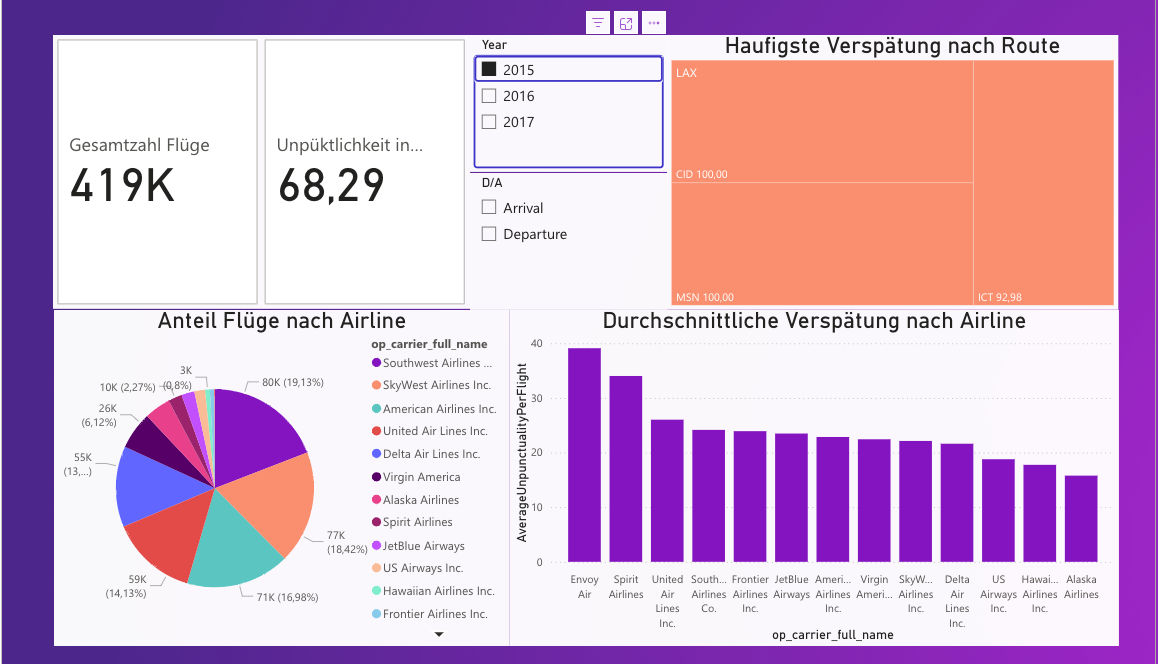 Gesamtzahl Flüge
419K
Unpüktlichkeit in...
68,29
Year
2015
2016
2017
D/A
Arrival
Departure
Haufigste Verspätung nach Route
LAX
CID 100,00
MSN 100,00
ICT 92,98
Anteil Flüge nach Airline
80K (19,13%)
77K
(18,42%)
71K (16,98%)
59K
(14,13%)
55K
(13,...)
26K
(6,12%)
10K (2,27%)
(0,8%)
3K
op_carrier_full_name
Southwest Airlines ...
SkyWest Airlines Inc.
American Airlines Inc.
United Air Lines Inc.
Delta Air Lines Inc.
Virgin America
Alaska Airlines
Spirit Airlines
JetBlue Airways
US Airways Inc.
Hawaiian Airlines Inc.
Frontier Airlines Inc.
Durchschnittliche Verspätung nach Airline
AverageUnpunctualityPerFlight
40
30
20
10
0
Envoy
Air
Spirit
Airlines
United
Air
Lines
Inc.
South...
Airlines
Co.
Frontier
Airlines
Inc.
JetBlue
Airways
Ameri...
Airlines
Inc.
Virgin
Ameri...
SkyW...
Airlines
Inc.
Delta
Air
Lines
Inc.
US
Airways
Inc.
Hawai...
Airlines
Inc.
Alaska
Airlines
op_carrier_full_name